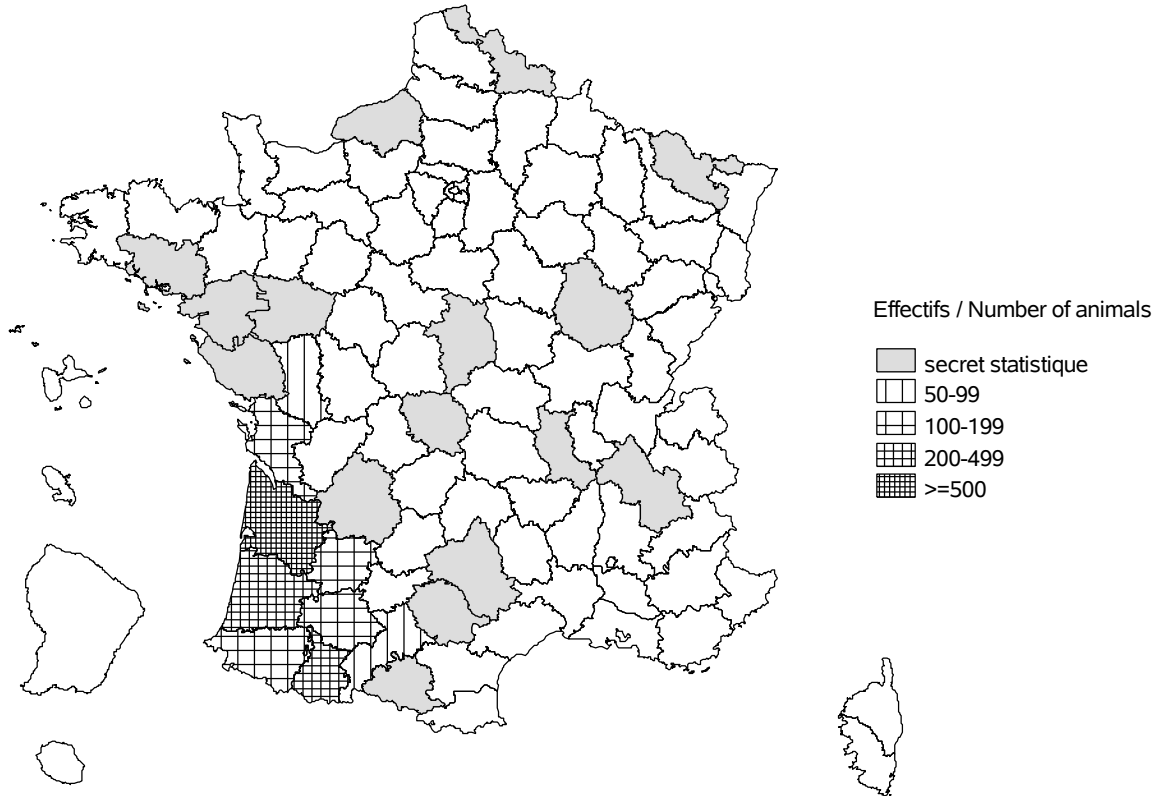 Effectifs / Number of animals
secret statistique
50-99
100-199
200-499
>=500